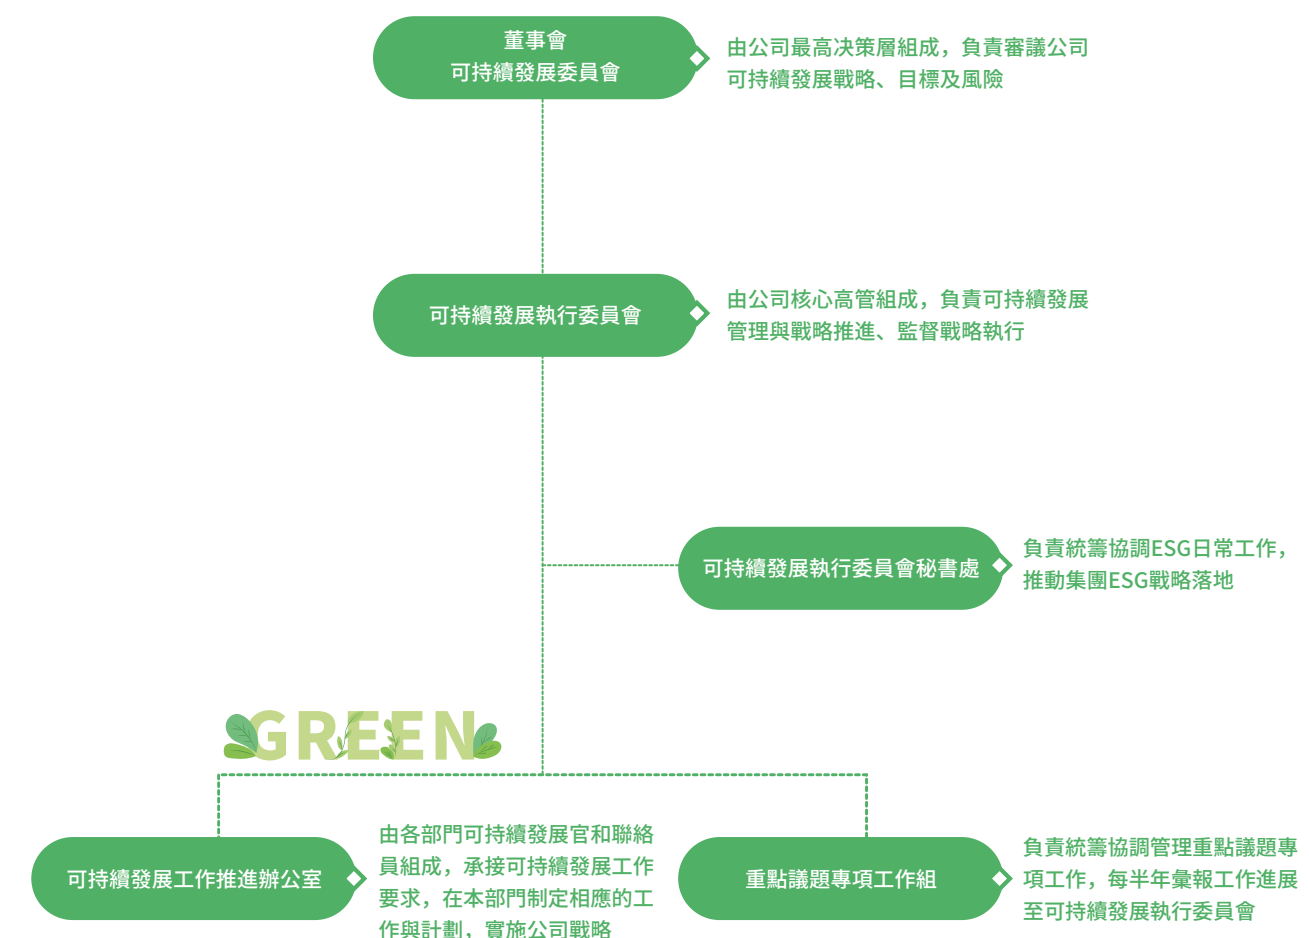 董事會
可持續發展委員會
由公司最高決策層組成，負責審議公司
可持續發展戰略、目標及風險
可持續發展執行委員會
由公司核心高管組成，負責可持續發展
管理與戰略推進、監督戰略執行
可持續發展執行委員會秘書處
負責統籌協調ESG日常工作，
推動集團ESG戰略落地
GREEN
可持續發展工作推進辦公室
由各部門可持續發展官和聯絡
員組成，承接可持續發展工作
要求，在本部門制定相應的工
作與計劃，實施公司戰略
重點議題專項工作組
負責統籌協調管理重點議題專
項工作，每半年彙報工作進展
至可持續發展執行委員會